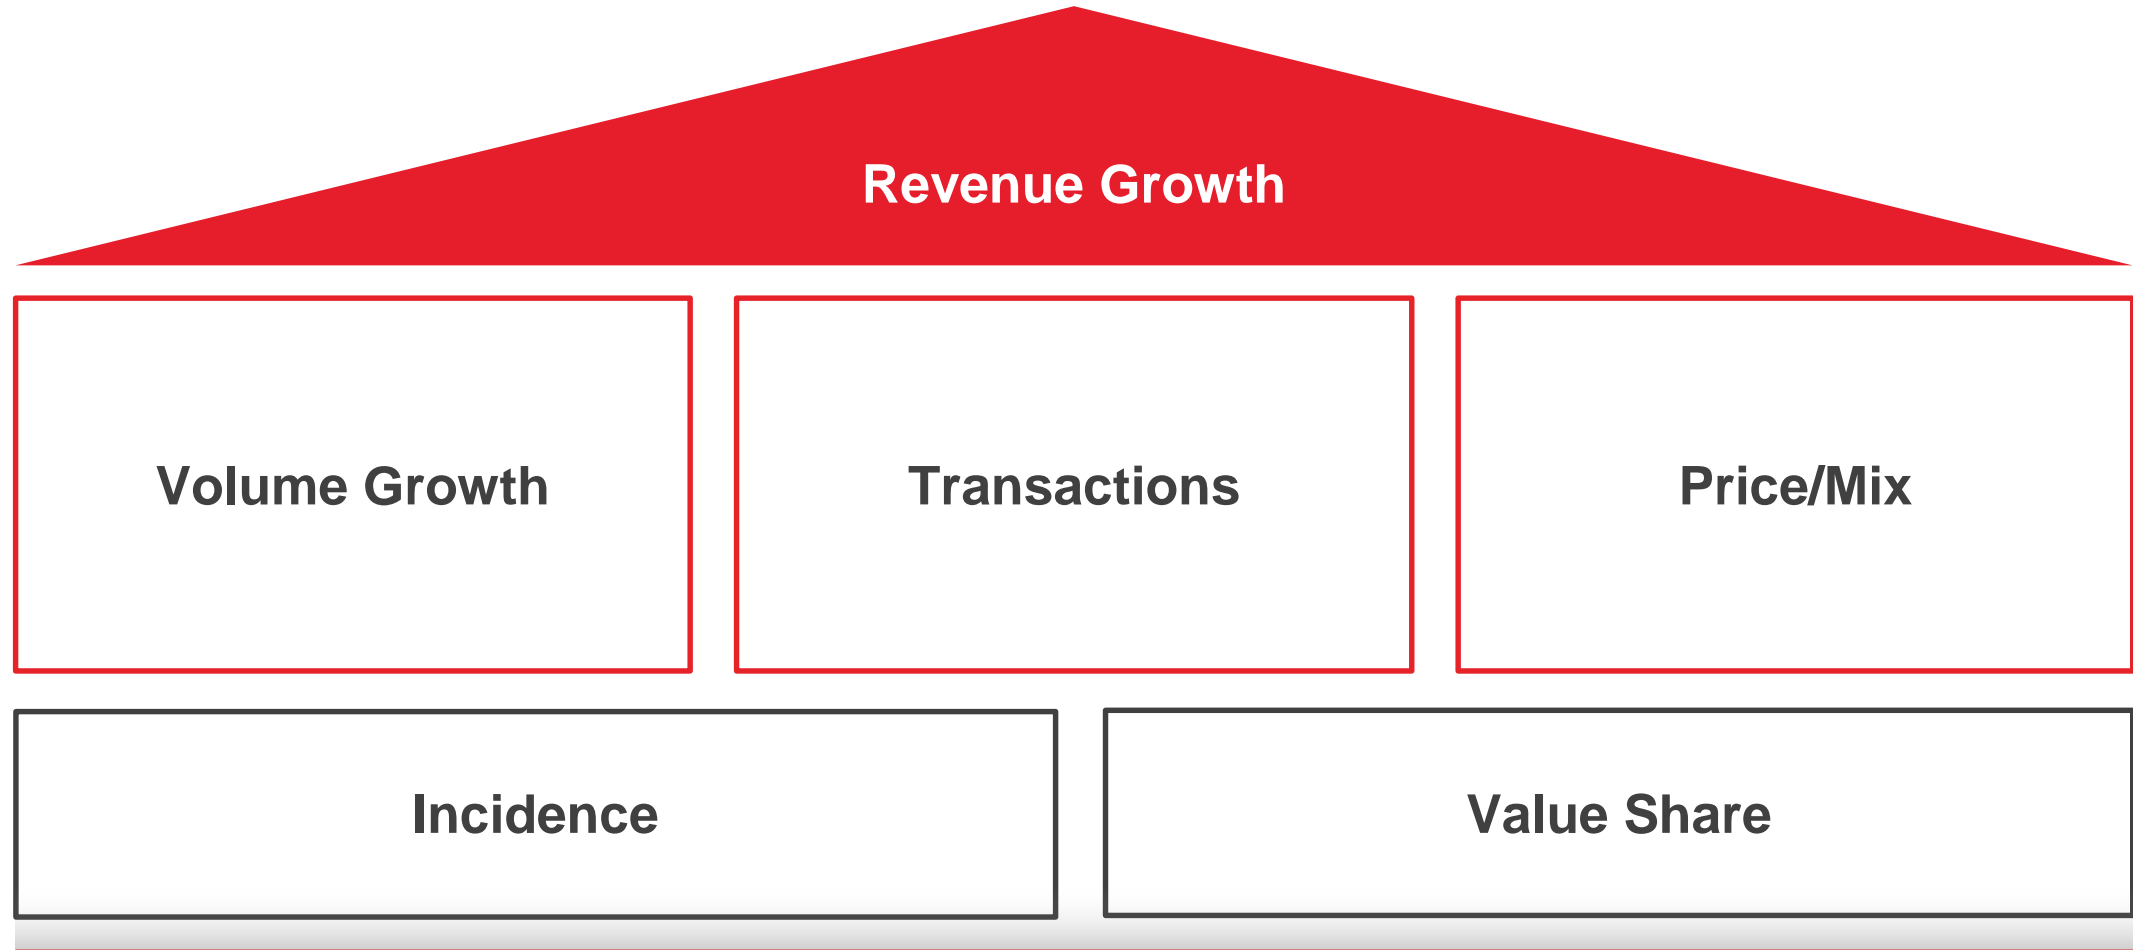 Revenue Growth
Volume Growth
Transactions
Price/Mix
Incidence
Value Share